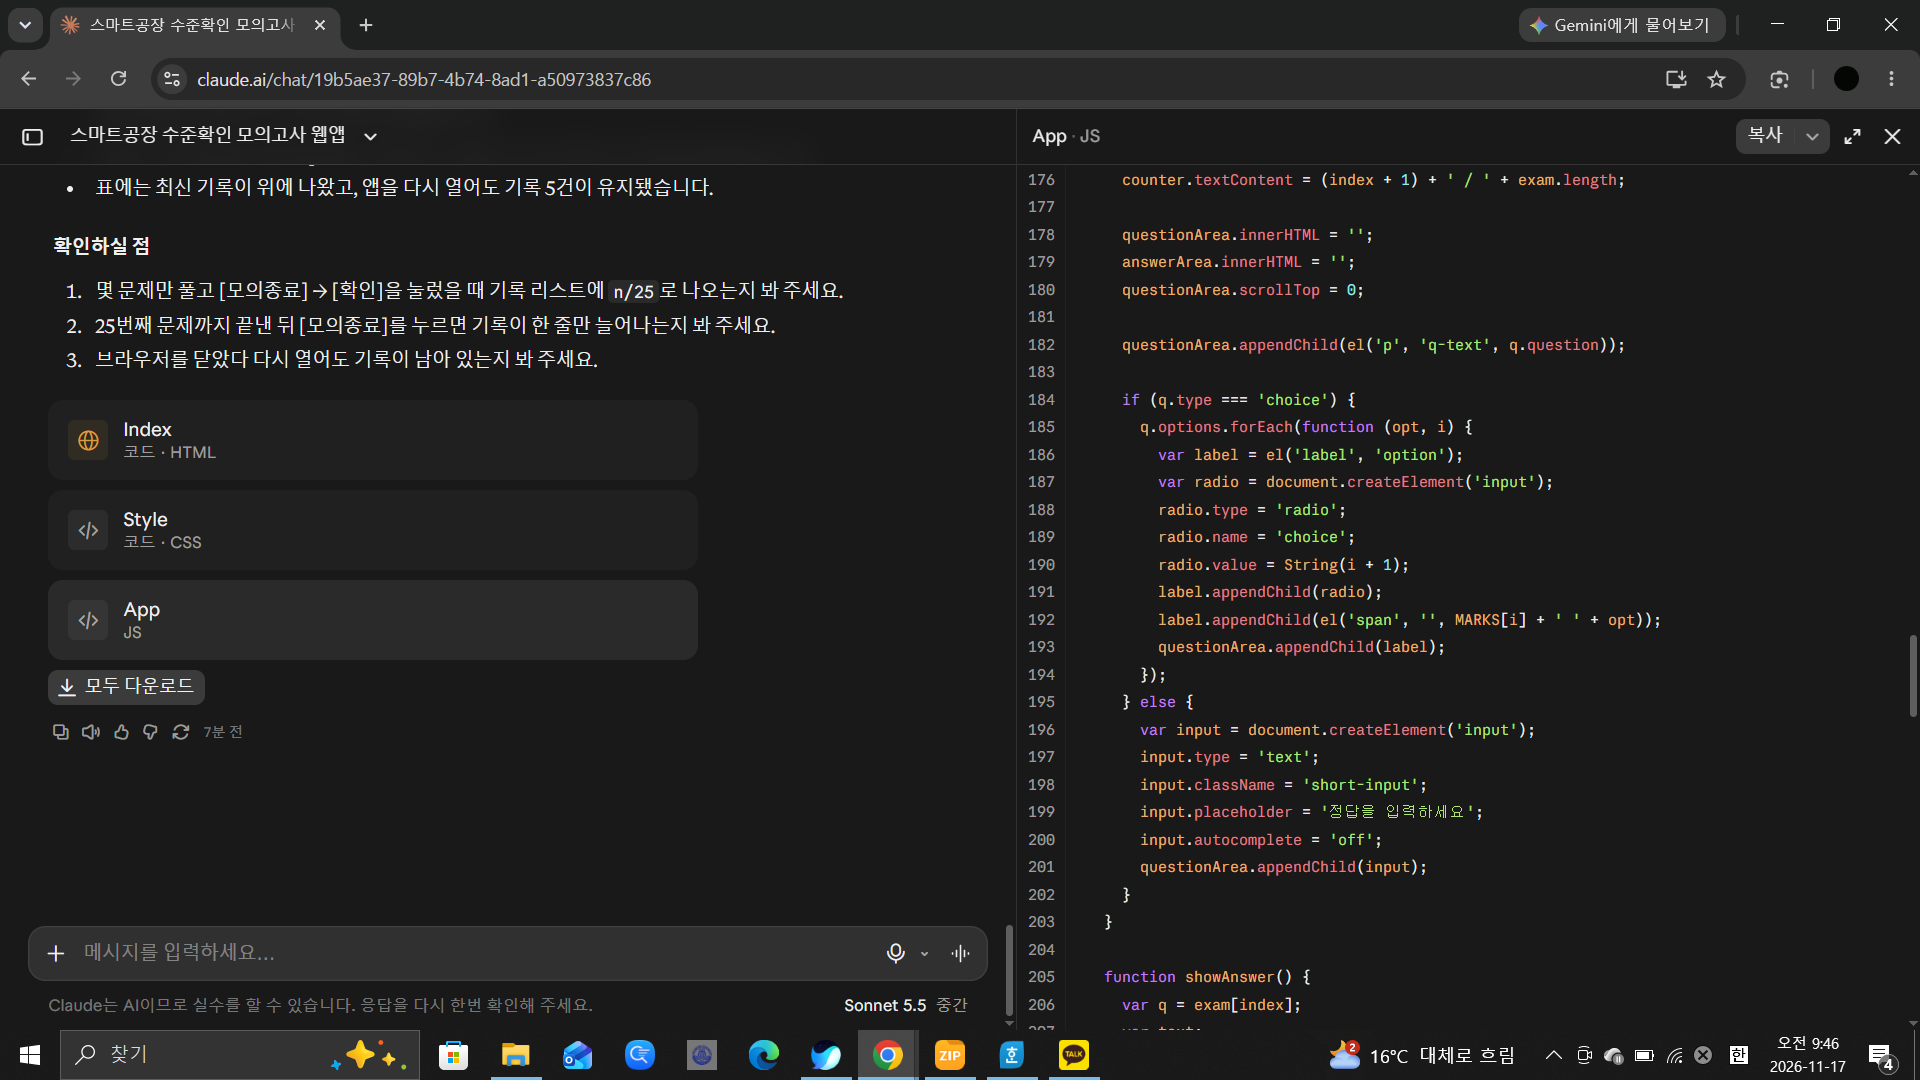 스마트공장 수준확인 모의고사
Gemini에게 물어보기
claude.ai/chat/19b5ae37-89b7-4b74-8ad1-a50973837c86
스마트공장 수준확인 모의고사 웹앱
• 표에는 최신 기록이 위에 나왔고, 앱을 다시 열어도 기록 5건이 유지됐습니다.
확인하실 점
1. 몇 문제만 풀고 [모의종료] → [확인]을 눌렀을 때 기록 리스트에 n/25 로 나오는지 봐 주세요.
2. 25번째 문제까지 끝낸 뒤 [모의종료]를 누르면 기록이 한 줄만 늘어나는지 봐 주세요.
3. 브라우저를 닫았다 다시 열어도 기록이 남아 있는지 봐 주세요.
Index
코드 · HTML
Style
코드 · CSS
App
JS
모두 다운로드
7분 전
메시지를 입력하세요...
Claude는 AI이므로 실수를 할 수 있습니다. 응답을 다시 한번 확인해 주세요.
Sonnet 5.5 중간
App · JS
복사
176 counter.textContent = (index + 1) + ' / ' + exam.length;
177
178 questionArea.innerHTML = '';
179 answerArea.innerHTML = '';
180 questionArea.scrollTop = 0;
181
182 questionArea.appendChild(el('p', 'q-text', q.question));
183
184 if (q.type === 'choice') {
185 q.options.forEach(function (opt, i) {
186 var label = el('label', 'option');
187 var radio = document.createElement('input');
188 radio.type = 'radio';
189 radio.name = 'choice';
190 radio.value = String(i + 1);
191 label.appendChild(radio);
192 label.appendChild(el('span', '', MARKS[i] + ' ' + opt));
193 questionArea.appendChild(label);
194 });
195 } else {
196 var input = document.createElement('input');
197 input.type = 'text';
198 input.className = 'short-input';
199 input.placeholder = '정답을 입력하세요';
200 input.autocomplete = 'off';
201 questionArea.appendChild(input);
202 }
203 }
204
205 function showAnswer() {
206 var q = exam[index];
207 var text;
찾기
ZIP
호
TALK
2
16°C 대체로 흐림
한
오전 9:46
2026-11-17
4